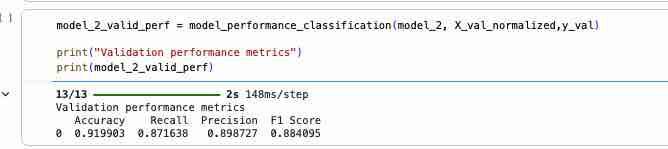 [ ]
model_2_valid_perf = model_performance_classification(model_2, X_val_normalized,y_val)
print("Validation performance metrics")
print(model_2_valid_perf)
13/13 ━━━━━━━━━━━━━━━━━━━━ 2s 148ms/step
Validation performance metrics
Accuracy Recall Precision F1 Score
0 0.919903 0.871638 0.898727 0.884095